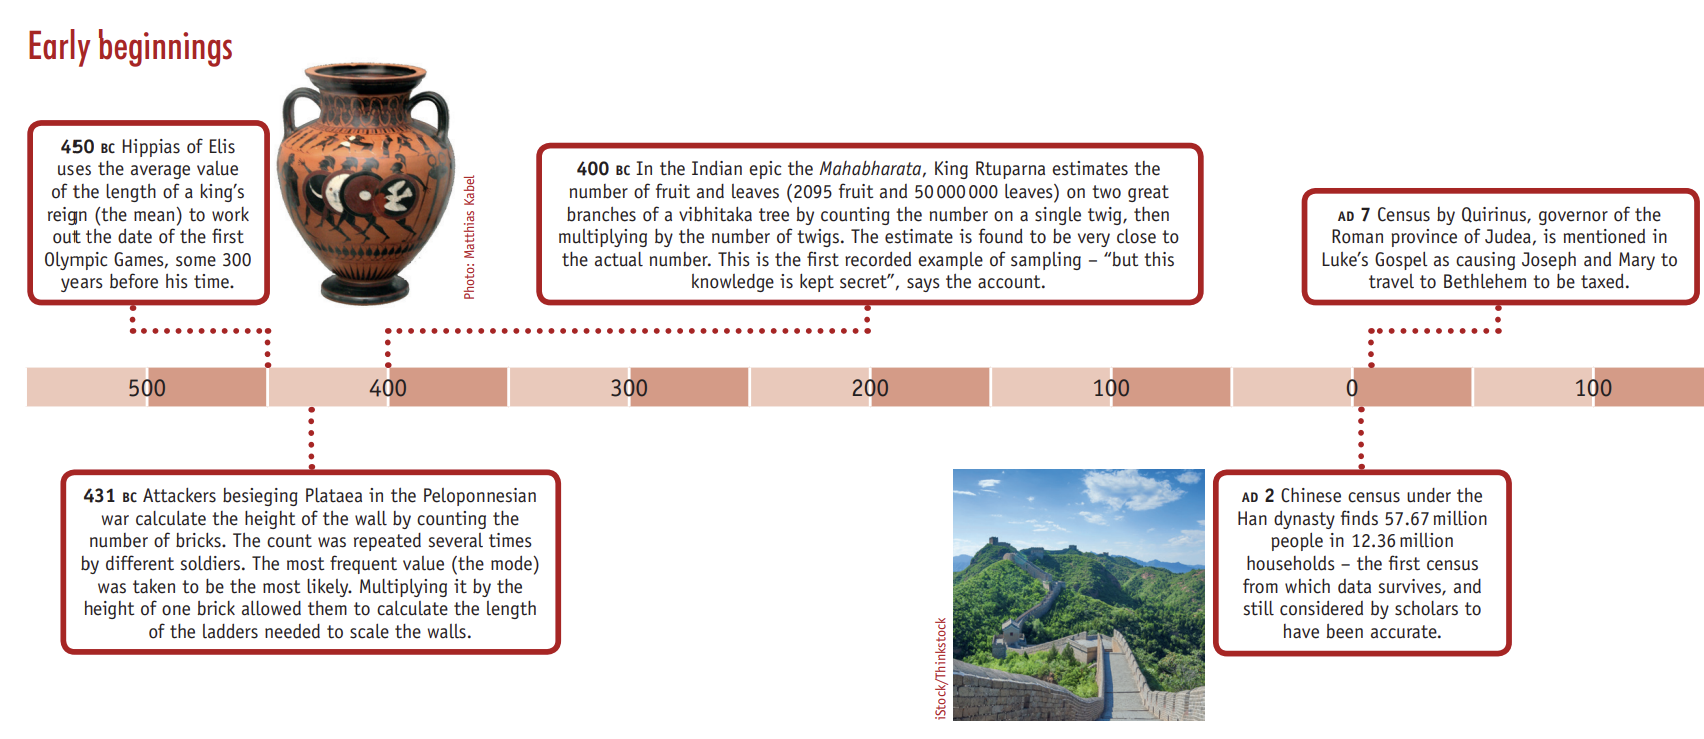 Early beginnings
450 BC Hippias of Elis
uses the average value
of the length of a king's
reign (the mean) to work
out the date of the first
Olympic Games, some 300
years before his time.
Photo: Matthias Kabel
400 BC In the Indian epic the Mahabharata, King Rtuparna estimates the
number of fruit and leaves (2095 fruit and 50 000 000 leaves) on two great
branches of a vibhitaka tree by counting the number on a single twig, then
multiplying by the number of twigs. The estimate is found to be very close to
the actual number. This is the first recorded example of sampling – “but this
knowledge is kept secret”, says the account.
AD 7 Census by Quirinus, governor of the
Roman province of Judea, is mentioned in
Luke's Gospel as causing Joseph and Mary to
travel to Bethlehem to be taxed.
500 400 300 200 100 0 100
431 BC Attackers besieging Plataea in the Peloponnesian
war calculate the height of the wall by counting the
number of bricks. The count was repeated several times
by different soldiers. The most frequent value (the mode)
was taken to be the most likely. Multiplying it by the
height of one brick allowed them to calculate the length
of the ladders needed to scale the walls.
iStock/Thinkstock
AD 2 Chinese census under the
Han dynasty finds 57.67 million
people in 12.36 million
households – the first census
from which data survives, and
still considered by scholars to
have been accurate.